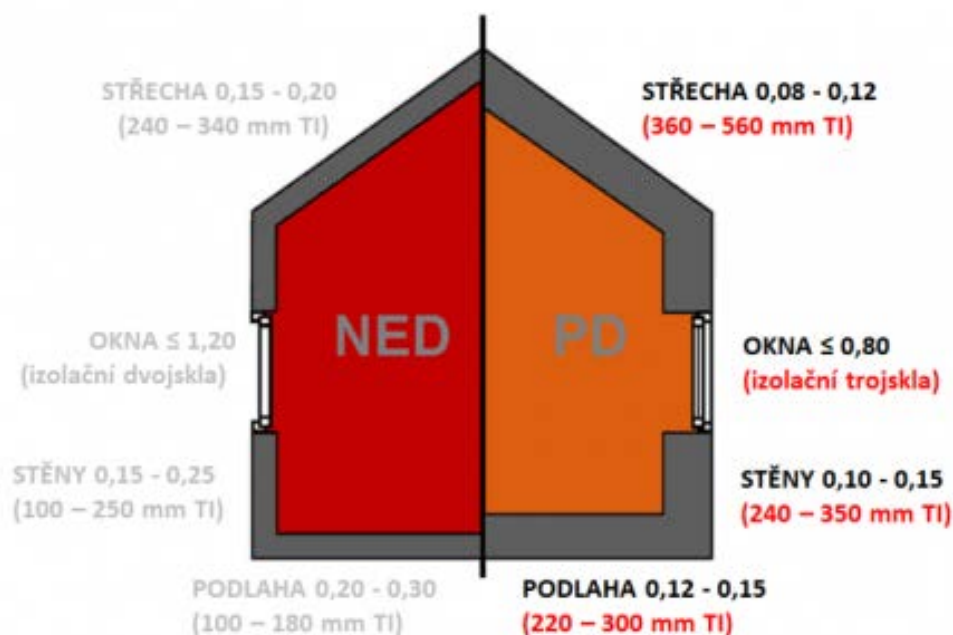 STŘECHA 0,15 - 0,20
(240 – 340 mm TI)
STŘECHA 0,08 - 0,12
(360 – 560 mm TI)
NED
PD
OKNA ≤ 1,20
(izolační dvojskla)
OKNA ≤ 0,80
(izolační trojskla)
STĚNY 0,15 - 0,25
(100 – 250 mm TI)
STĚNY 0,10 - 0,15
(240 – 350 mm TI)
PODLAHA 0,20 - 0,30
(100 – 180 mm TI)
PODLAHA 0,12 - 0,15
(220 – 300 mm TI)